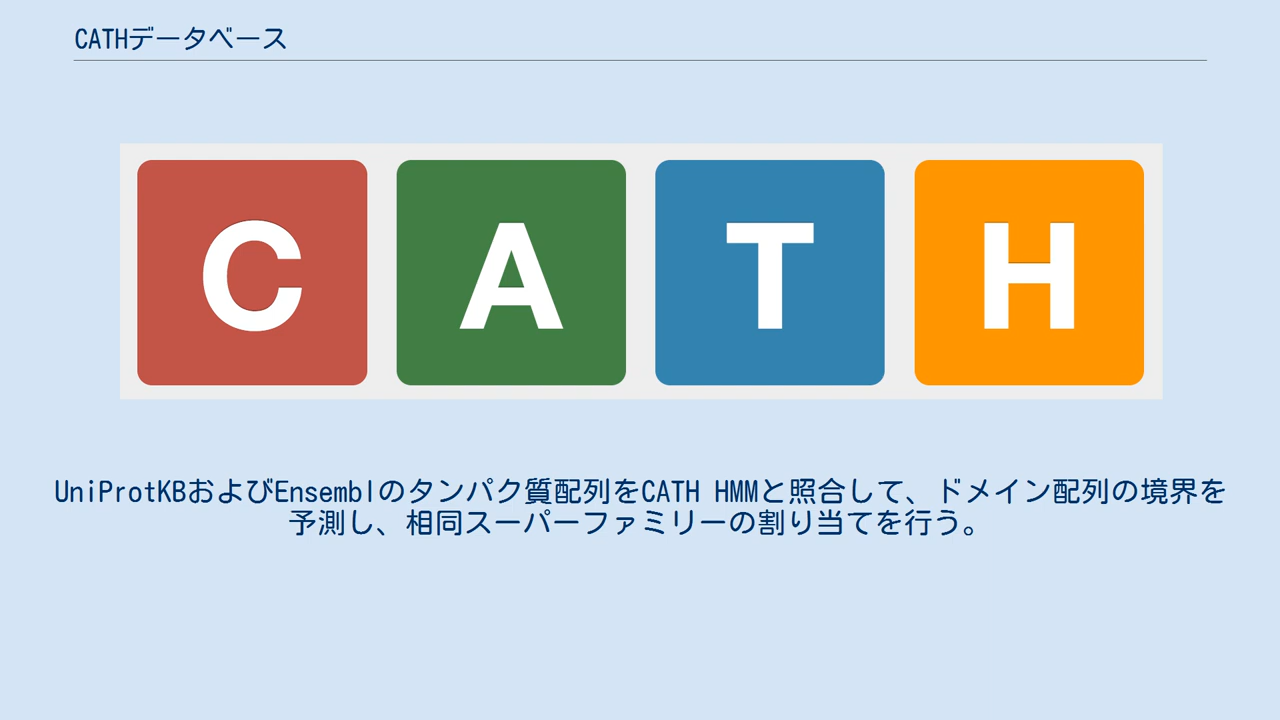 CATHデータベース
C A T H
UniProtKBおよびEnsemblのタンパク質配列をCATH HMMと照合して、ドメイン配列の境界を
予測し、相同スーパーファミリーの割り当てを行う。